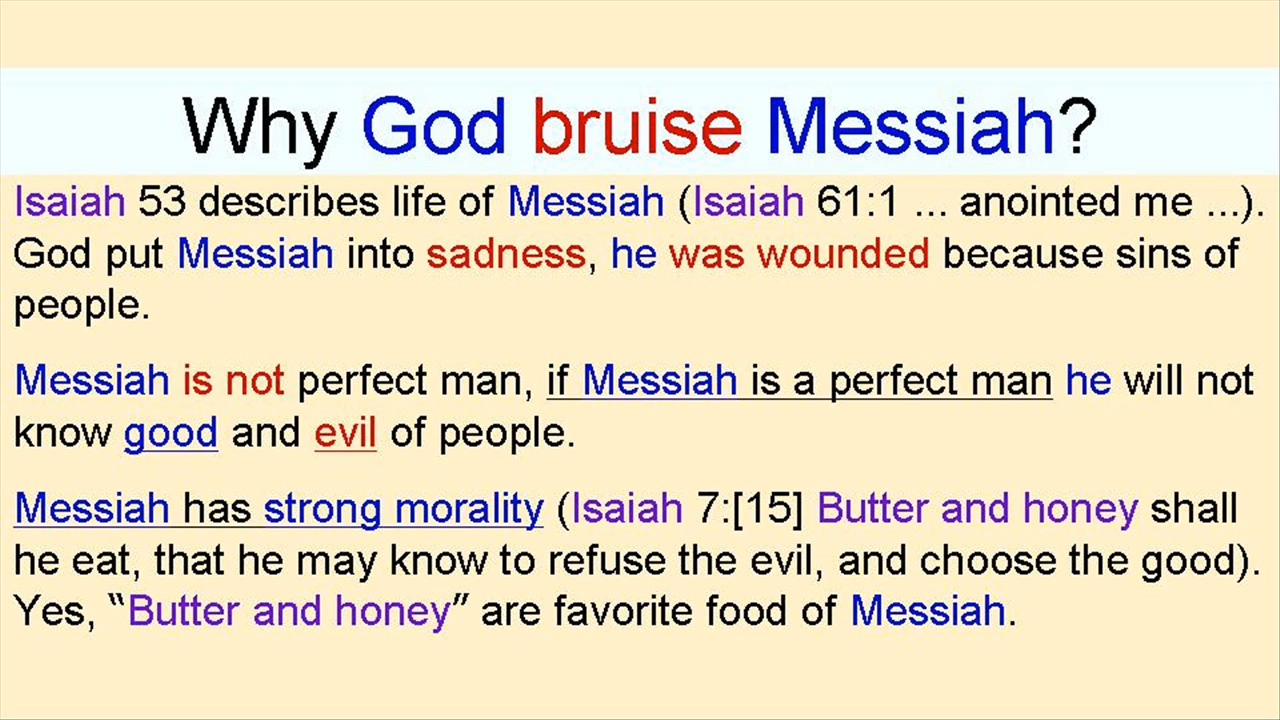 Why God bruise Messiah?
Isaiah 53 describes life of Messiah (Isaiah 61:1 ... anointed me ...).
God put Messiah into sadness, he was wounded because sins of
people.
Messiah is not perfect man, if Messiah is a perfect man he will not
know good and evil of people.
Messiah has strong morality (Isaiah 7:[15] Butter and honey shall
he eat, that he may know to refuse the evil, and choose the good).
Yes, “Butter and honey” are favorite food of Messiah.